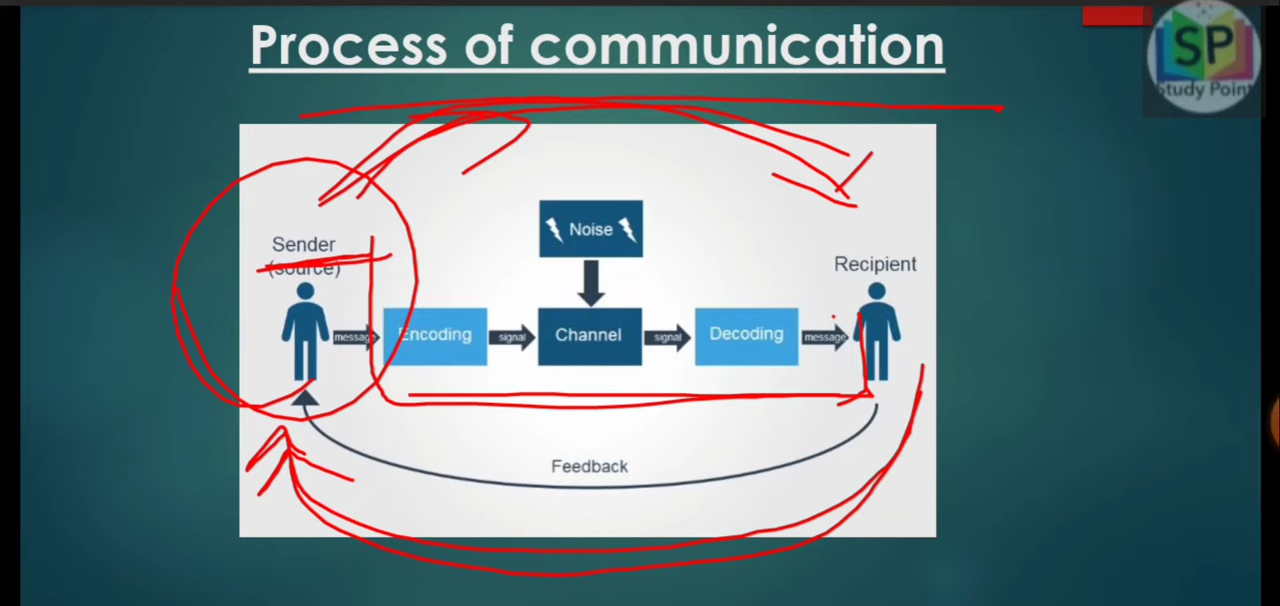 Process of communication
SP
Study Point
Noise
Sender
(source)
Recipient
message
Encoding
signal
Channel
signal
Decoding
message
Feedback